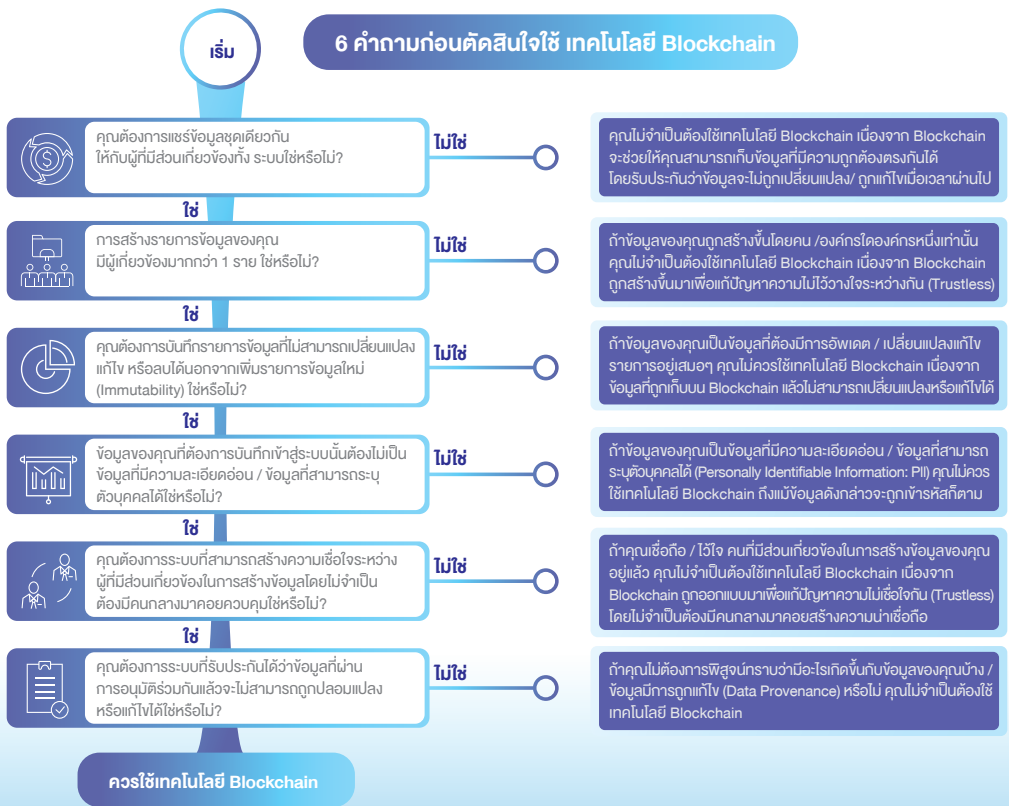 เริ่ม
6 คำถามก่อนตัดสินใจใช้ เทคโนโลยี Blockchain
คุณต้องการแชร์ข้อมูลชุดเดียวกัน
ให้กับผู้ที่มีส่วนเกี่ยวข้องทั้ง ระบบใช่หรือไม่?
ไม่ใช่
คุณไม่จำเป็นต้องใช้เทคโนโลยี Blockchain เนื่องจาก Blockchain
จะช่วยให้คุณสามารถเก็บข้อมูลที่มีความถูกต้องตรงกันได้
โดยรับประกันว่าข้อมูลจะไม่ถูกเปลี่ยนแปลง/ ถูกแก้ไขเมื่อเวลาผ่านไป
ใช่
การสร้างรายการข้อมูลของคุณ
มีผู้เกี่ยวข้องมากกว่า 1 ราย ใช่หรือไม่?
ไม่ใช่
ถ้าข้อมูลของคุณถูกสร้างขึ้นโดยคน /องค์กรใดองค์กรหนึ่งเท่านั้น
คุณไม่จำเป็นต้องใช้เทคโนโลยี Blockchain เนื่องจาก Blockchain
ถูกสร้างขึ้นมาเพื่อแก้ปัญหาความไม่ไว้วางใจระหว่างกัน (Trustless)
ใช่
คุณต้องการบันทึกรายการข้อมูลที่ไม่สามารถเปลี่ยนแปลง
แก้ไข หรือลบได้นอกจากเพิ่มรายการข้อมูลใหม่
(Immutability) ใช่หรือไม่?
ไม่ใช่
ถ้าข้อมูลของคุณเป็นข้อมูลที่ต้องมีการอัพเดต / เปลี่ยนแปลงแก้ไข
รายการอยู่เสมอๆ คุณไม่ควรใช้เทคโนโลยี Blockchain เนื่องจาก
ข้อมูลที่ถูกเก็บบน Blockchain แล้วไม่สามารถเปลี่ยนแปลงหรือแก้ไขได้
ใช่
ข้อมูลของคุณที่ต้องการบันทึกเข้าสู่ระบบนั้นต้องไม่เป็น
ข้อมูลที่มีความละเอียดอ่อน / ข้อมูลที่สามารถระบุ
ตัวบุคคลได้ใช่หรือไม่?
ไม่ใช่
ถ้าข้อมูลของคุณเป็นข้อมูลที่มีความละเอียดอ่อน / ข้อมูลที่สามารถ
ระบุตัวบุคคลได้ (Personally Identifiable Information: PII) คุณไม่ควร
ใช้เทคโนโลยี Blockchain ถึงแม้ข้อมูลดังกล่าวจะถูกเข้ารหัสก็ตาม
ใช่
คุณต้องการระบบที่สามารถสร้างความเชื่อใจระหว่าง
ผู้ที่มีส่วนเกี่ยวข้องในการสร้างข้อมูลโดยไม่จำเป็น
ต้องมีคนกลางมาคอยควบคุมใช่หรือไม่?
ไม่ใช่
ถ้าคุณเชื่อถือ / ไว้ใจ คนที่มีส่วนเกี่ยวข้องในการสร้างข้อมูลของคุณ
อยู่แล้ว คุณไม่จำเป็นต้องใช้เทคโนโลยี Blockchain เนื่องจาก
Blockchain ถูกออกแบบมาเพื่อแก้ปัญหาความไม่เชื่อใจกัน (Trustless)
โดยไม่จำเป็นต้องมีคนกลางมาคอยสร้างความน่าเชื่อถือ
ใช่
คุณต้องการระบบที่รับประกันได้ว่าข้อมูลที่ผ่าน
การอนุมัติร่วมกันแล้วจะไม่สามารถถูกปลอมแปลง
หรือแก้ไขได้ใช่หรือไม่?
ไม่ใช่
ถ้าคุณไม่ต้องการพิสูจน์ทราบว่ามีอะไรเกิดขึ้นกับข้อมูลของคุณบ้าง /
ข้อมูลมีการถูกแก้ไข (Data Provenance) หรือไม่ คุณไม่จำเป็นต้องใช้
เทคโนโลยี Blockchain
ควรใช้เทคโนโลยี Blockchain